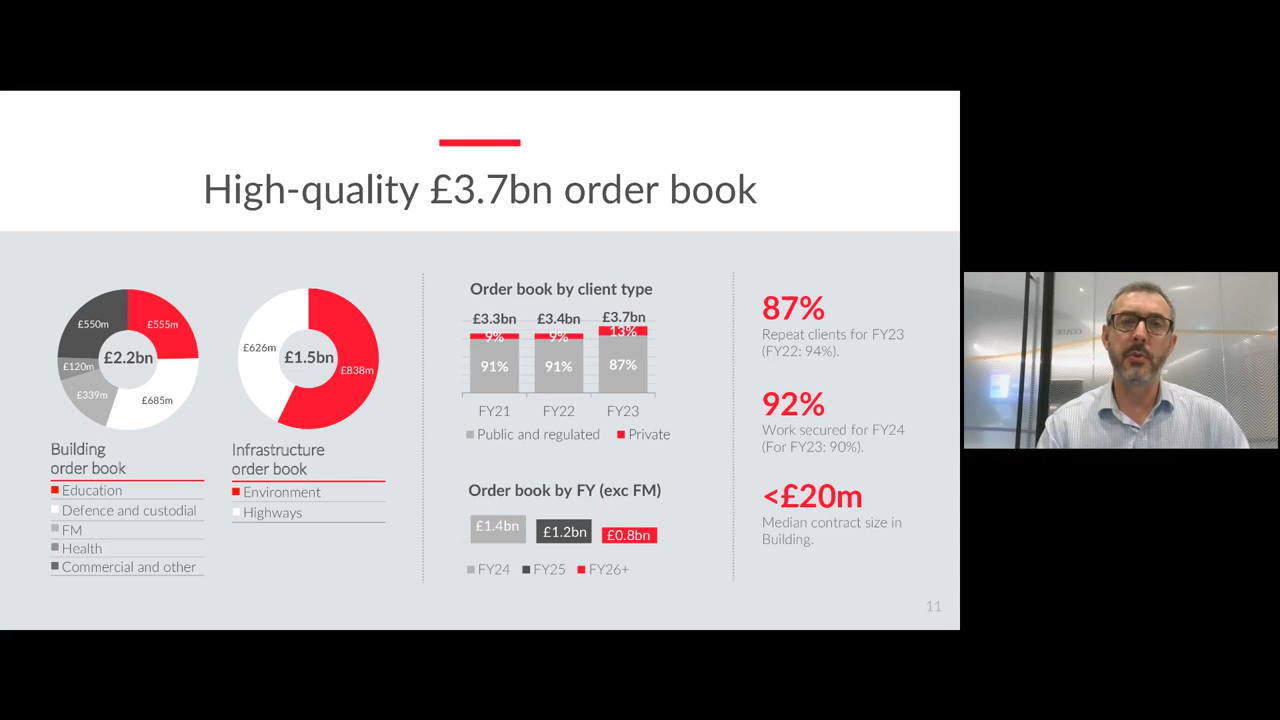 High-quality £3.7bn order book
£550m
£555m
£120m
£2.2bn
£339m
£685m
£626m
£1.5bn
£838m
Building
order book
Education
Defence and custodial
FM
Health
Commercial and other
Infrastructure
order book
Environment
Highways
Order book by client type
£3.3bn
£3.4bn
£3.7bn
9%
9%
13%
91%
91%
87%
FY21
FY22
FY23
Public and regulated
Private
Order book by FY (exc FM)
£1.4bn
£1.2bn
£0.8bn
FY24
FY25
FY26+
87%
Repeat clients for FY23
(FY22: 94%).
92%
Work secured for FY24
(For FY23: 90%).
<£20m
Median contract size in
Building.
11